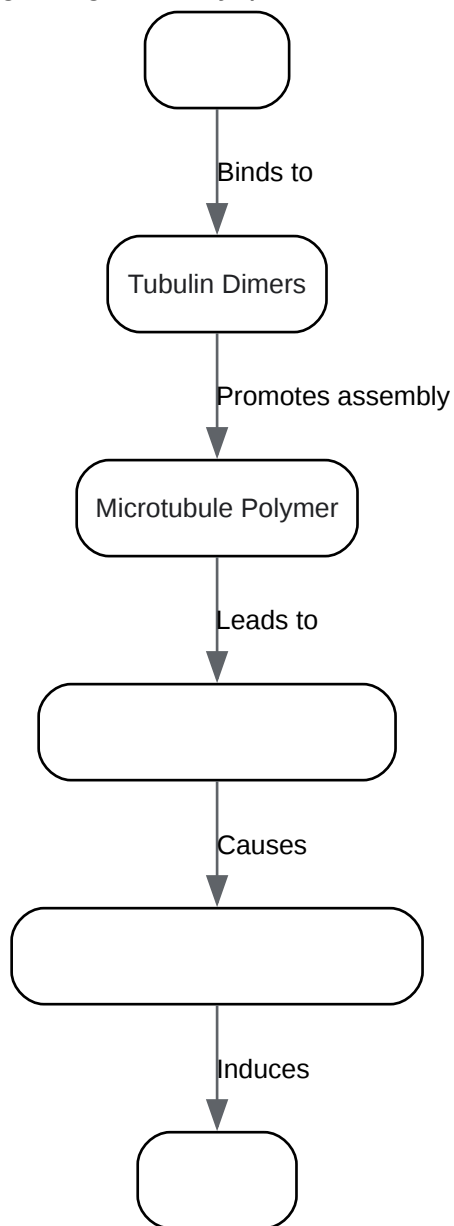 Binds to
Tubulin Dimers
Promotes assembly
Microtubule Polymer
Leads to
Causes
Induces